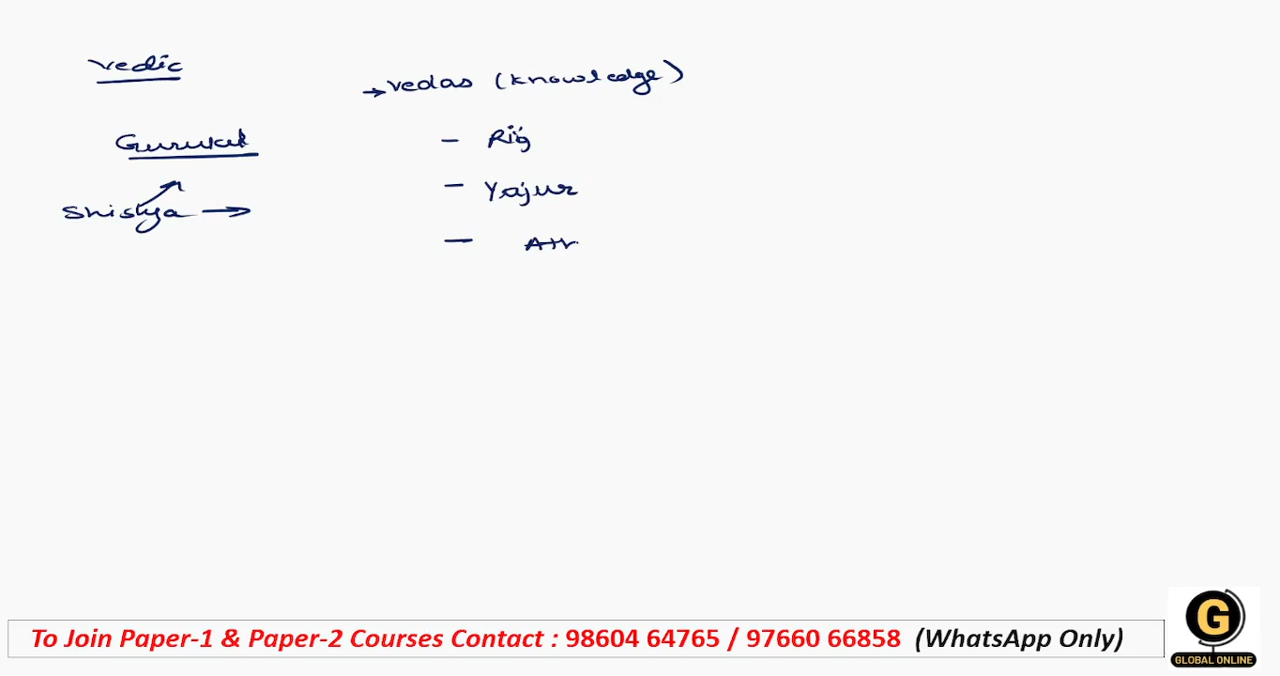 Vedic
Gurukul
Shishya →
→ Vedas (Knowledge)
- Rig
- Yajur
- Ath
To Join Paper-1 & Paper-2 Courses Contact : 98604 64765 / 97660 66858 (WhatsApp Only)
G
GLOBAL ONLINE